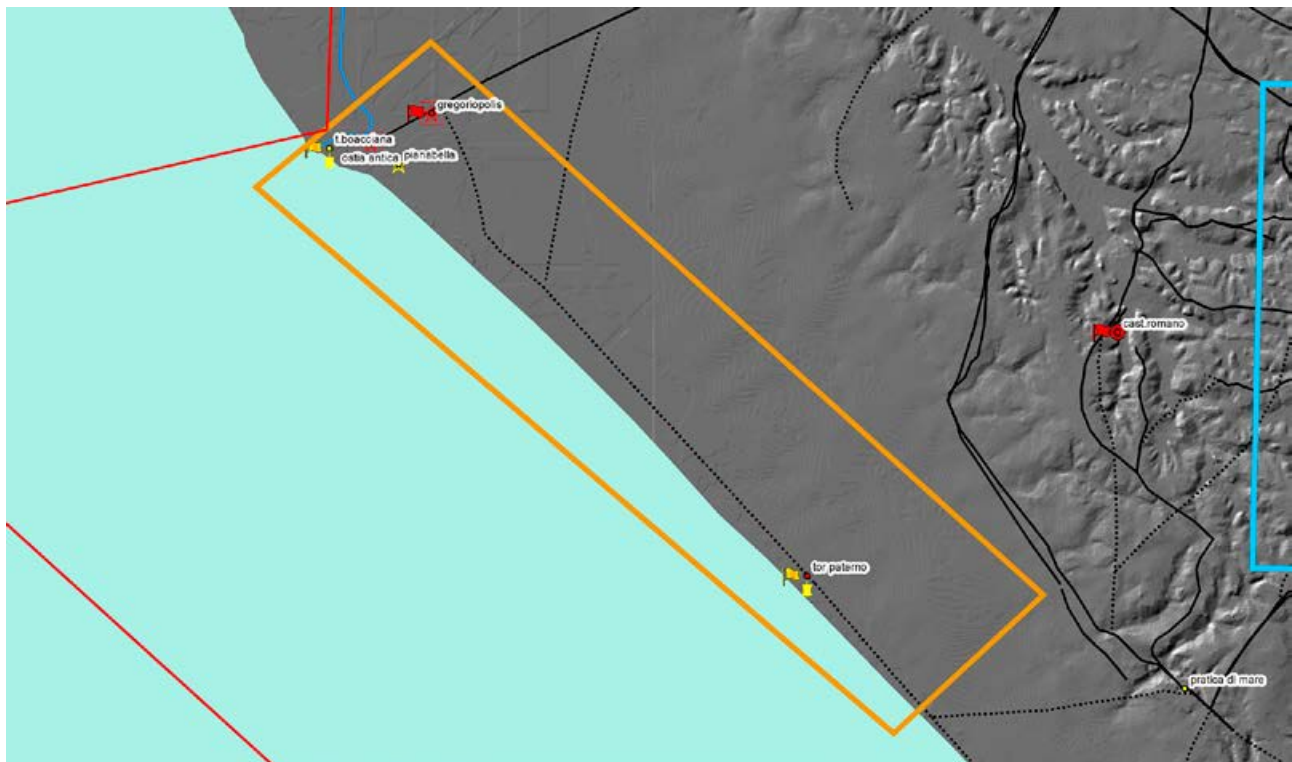 gregoriopolis
t.boacciana
ostia antica
pianabella
cast.romano
tor paterno
pratica di mare